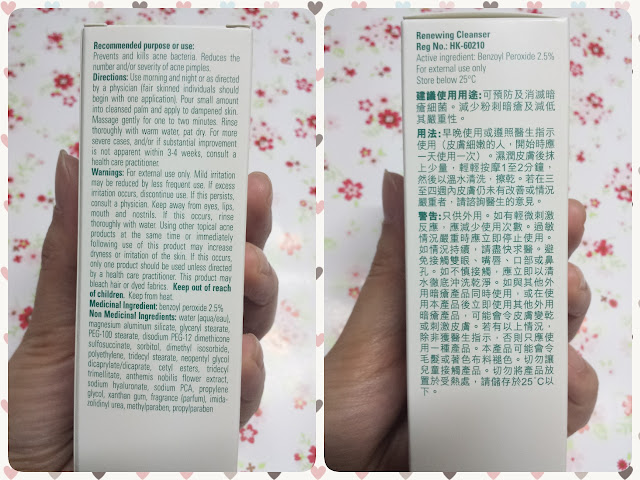 Recommended purpose or use:
Prevents and kills acne bacteria. Reduces the
number and/or severity of acne pimples.
Directions: Use morning and night or as directed
by a physician (fair skinned individuals should
begin with one application). Pour small amount
into cleansed palm and apply to dampened skin.
Massage gently for one to two minutes. Rinse
thoroughly with warm water, pat dry. For more
severe cases, and/or if substantial improvement
is not apparent within 3-4 weeks, consult a
health care practitioner.
Warnings: For external use only. Mild irritation
may be reduced by less frequent use. If excess
irritation occurs, discontinue use. If this persists,
consult a physician. Keep away from eyes, lips,
mouth and nostrils. If this occurs, rinse
thoroughly with water. Using other topical acne
products at the same time or immediately
following use of this product may increase
dryness or irritation of the skin. If this occurs,
only one product should be used unless directed
by a health care practitioner. This product may
bleach hair or dyed fabrics. Keep out of reach
of children. Keep from heat.
Medicinal Ingredient: benzoyl peroxide 2.5%
Non Medicinal Ingredients: water (aqua/eau),
magnesium aluminum silicate, glyceryl stearate,
PEG-100 stearate, disodium PEG-12 dimethicone
sulfosuccinate, sorbitol, dimethyl isosorbide,
polyethylene, tridecyl stearate, neopentyl glycol
dicaprylate/dicaprate, cetyl esters, tridecyl
trimellitate, anthemis nobilis flower extract,
sodium hyaluronate, sodium PCA, propylene
glycol, xanthan gum, fragrance (parfum), imida-
zolidinyl urea, methylparaben, propylparaben
Renewing Cleanser
Reg No.: HK-60210
Active ingredient: Benzoyl Peroxide 2.5%
For external use only
Store below 25°C
建議使用用途:可預防及消滅暗
瘡細菌。減少粉刺暗瘡及減低
其嚴重性。
用法:早晚使用或遵照醫生指示
使用（皮膚細嫩的人，開始時應
一天使用一次）。濕潤皮膚後抹
上少量，輕輕按摩1至2分鐘，
然後以溫水清洗，擦乾。若在三
至四週內皮膚仍未有改善或情況
嚴重者，請諮詢醫生的意見。
警告:只供外用。如有輕微刺激
反應，應減少使用次數。過敏
情況嚴重時應立即停止使用。
如情況持續，請盡快求醫。避
免接觸雙眼、嘴唇、口部或鼻
孔。如不慎接觸，應立即以清
水徹底沖洗乾淨。如與其他外
用暗瘡產品同時使用，或在使
用本產品後立即使用其他外用
暗瘡產品，可能會令皮膚變乾
或刺激皮膚。若有以上情況，
除非獲醫生指示，否則只應使
用一種產品。本產品可能會令
毛髮或著色布料褪色。切勿讓
兒童接觸產品。切勿將產品放
置於受熱處，請儲存於25˚C以
下。